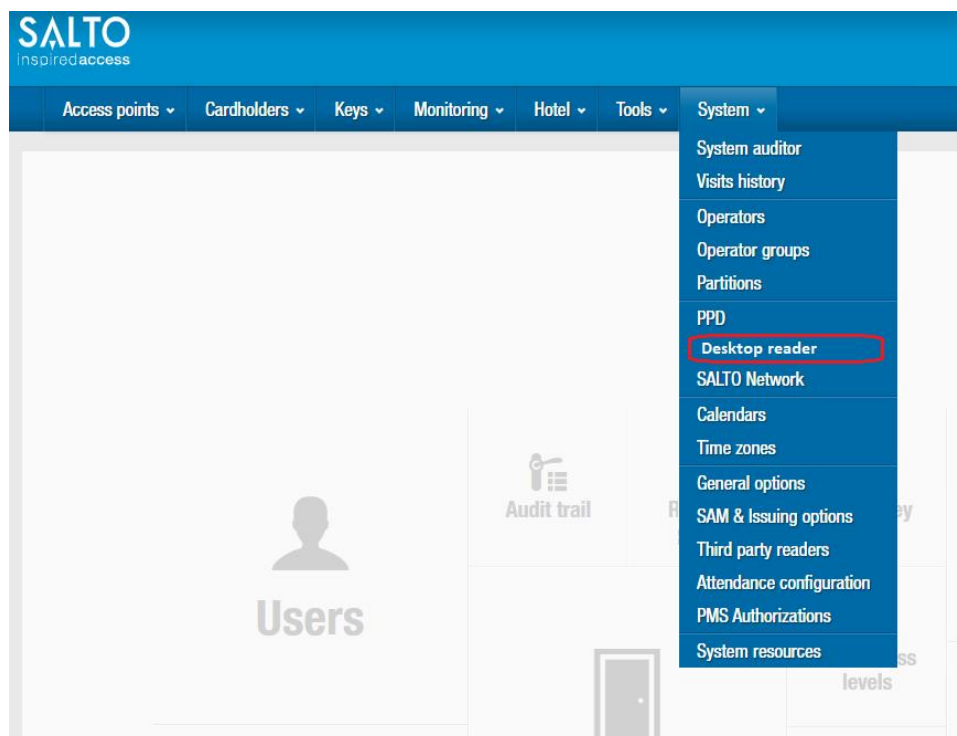 SALTO
inspiredaccess
Access points Cardholders Keys Monitoring Hotel Tools System
System auditor
Visits history
Operators
Operator groups
Partitions
PPD
Desktop reader
SALTO Network
Calendars
Time zones
General options
SAM & Issuing options
Third party readers
Attendance configuration
PMS Authorizations
System resources
Audit trail
Users
levels